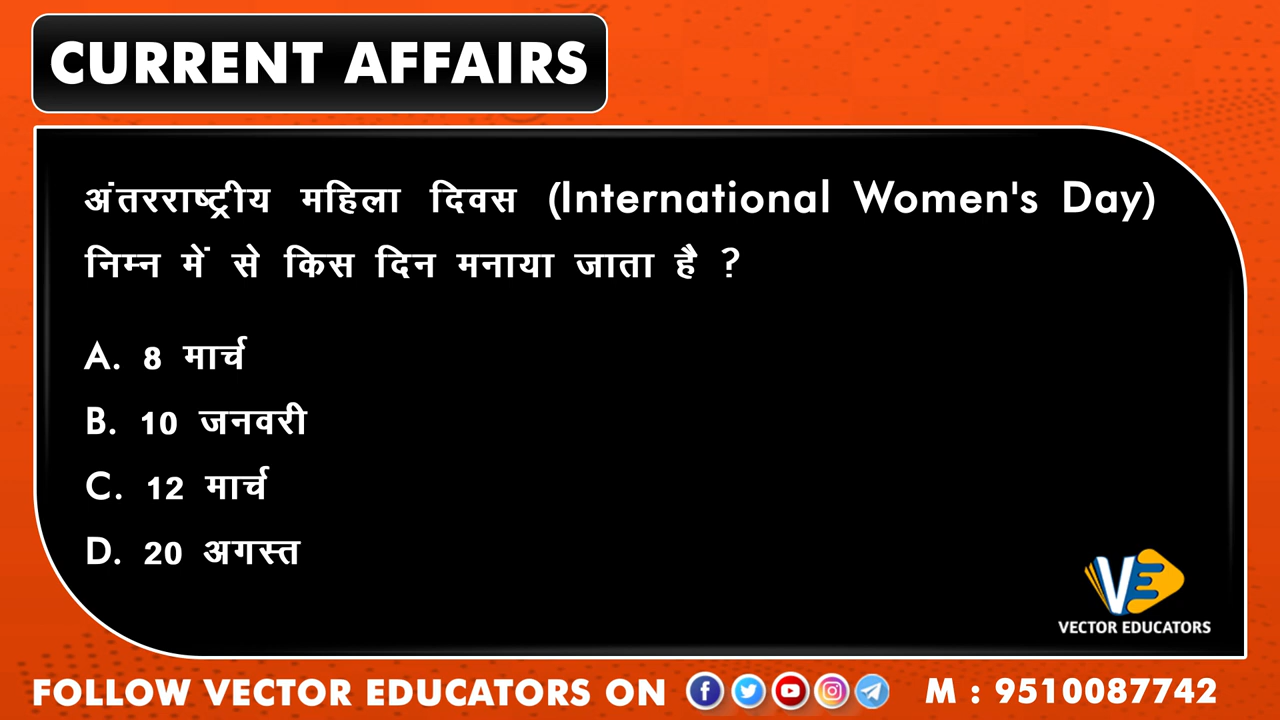 CURRENT AFFAIRS
अंतरराष्ट्रीय महिला दिवस (International Women's Day)
निम्न में से किस दिन मनाया जाता है ?
A. 8 मार्च
B. 10 जनवरी
C. 12 मार्च
D. 20 अगस्त
VE
VECTOR EDUCATORS
FOLLOW VECTOR EDUCATORS ON M : 9510087742